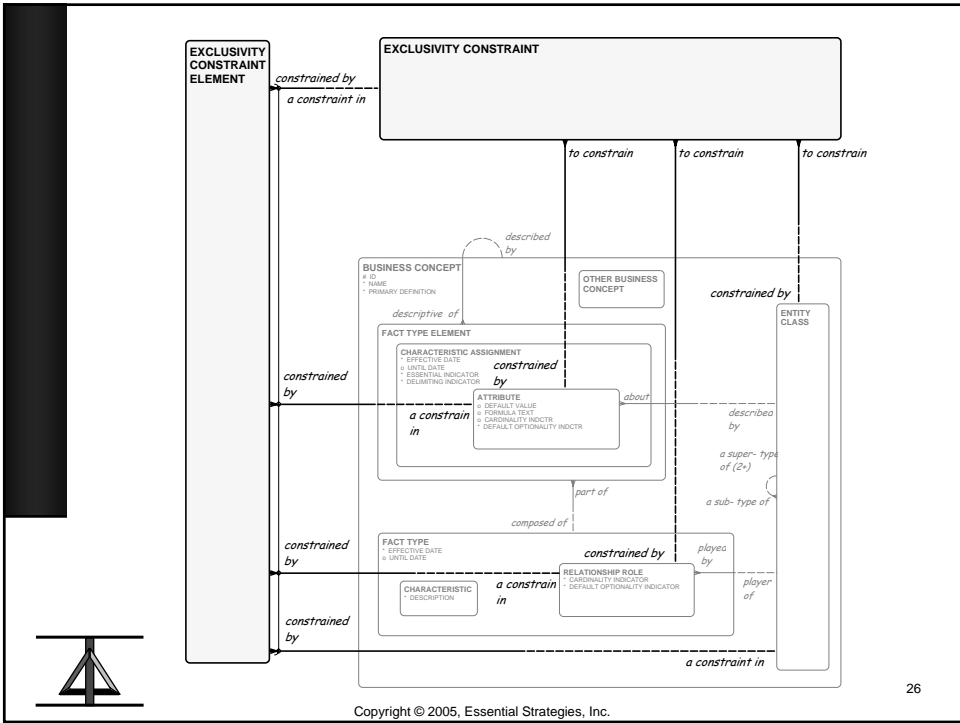 EXCLUSIVITY
CONSTRAINT
ELEMENT
EXCLUSIVITY CONSTRAINT
constrained by
a constraint in
to constrain
to constrain
to constrain
described
by
BUSINESS CONCEPT
# ID
* NAME
* PRIMARY DEFINITION
OTHER BUSINESS
CONCEPT
constrained by
descriptive of
ENTITY
CLASS
FACT TYPE ELEMENT
CHARACTERISTIC ASSIGNMENT
* EFFECTIVE DATE
o UNTIL DATE
* ESSENTIAL INDICATOR
* DELIMITING INDICATOR
constrained
by
constrained
by
ATTRIBUTE
o DEFAULT VALUE
o FORMULA TEXT
o CARDINALITY INDCTR
* DEFAULT OPTIONALITY INDCTR
about
a constrain
in
described
by
a super- type
of (2+)
a sub- type of
part of
composed of
FACT TYPE
* EFFECTIVE DATE
o UNTIL DATE
constrained
by
constrained by
played
by
RELATIONSHIP ROLE
* CARDINALITY INDICATOR
* DEFAULT OPTIONALITY INDICATOR
CHARACTERISTIC
* DESCRIPTION
a constrain
in
player
of
constrained
by
a constraint in
26
Copyright © 2005, Essential Strategies, Inc.